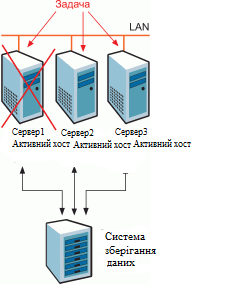 Задача
LAN
Сервер1
Активний хост
Сервер2
Активний хост
Сервер3
Активний хост
Система
зберігання
даних